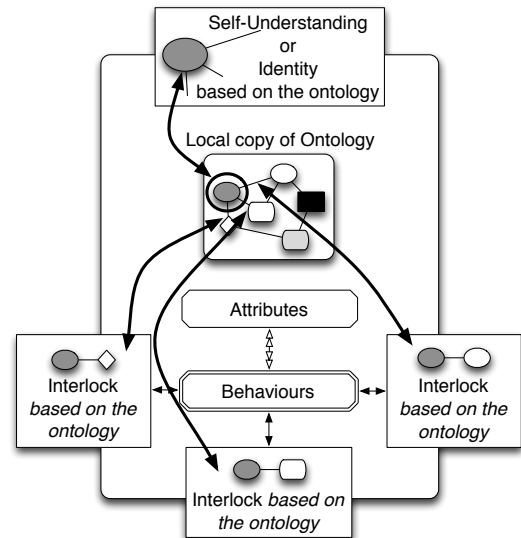 Self-Understanding
or
Identity
based on the ontology
Local copy of Ontology
Attributes
Behaviours
Interlock
based on the
ontology
Interlock
based on the
ontology
Interlock based on
the ontology